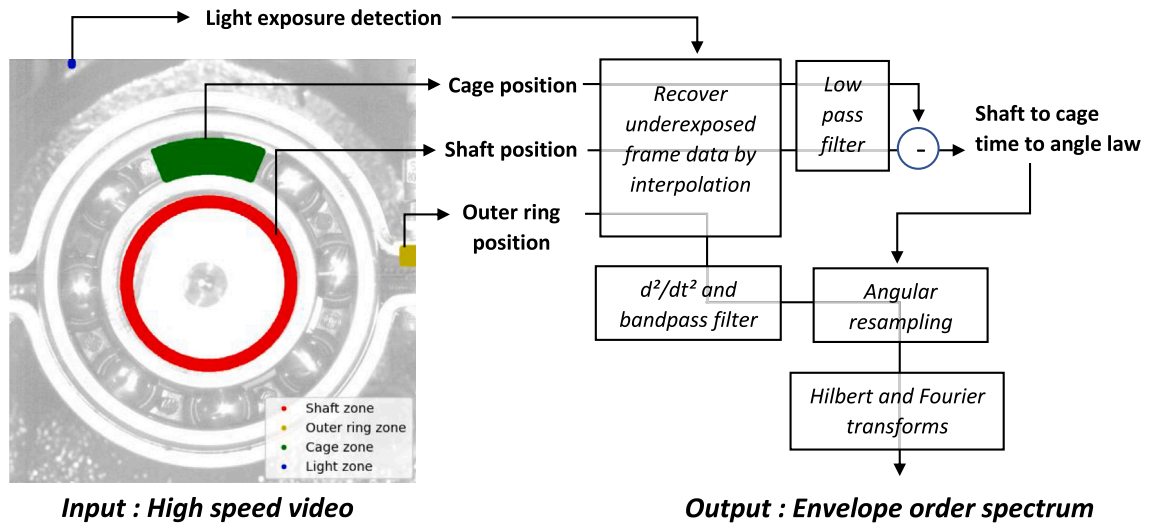 Light exposure detection
Cage position
Shaft position
Outer ring
position
Recover
underexposed
frame data by
interpolation
Low
pass
filter
-
Shaft to cage
time to angle law
d²/dt² and
bandpass filter
Angular
resampling
Hilbert and Fourier
transforms
Shaft zone
Outer ring zone
Cage zone
Light zone
Input : High speed video
Output : Envelope order spectrum